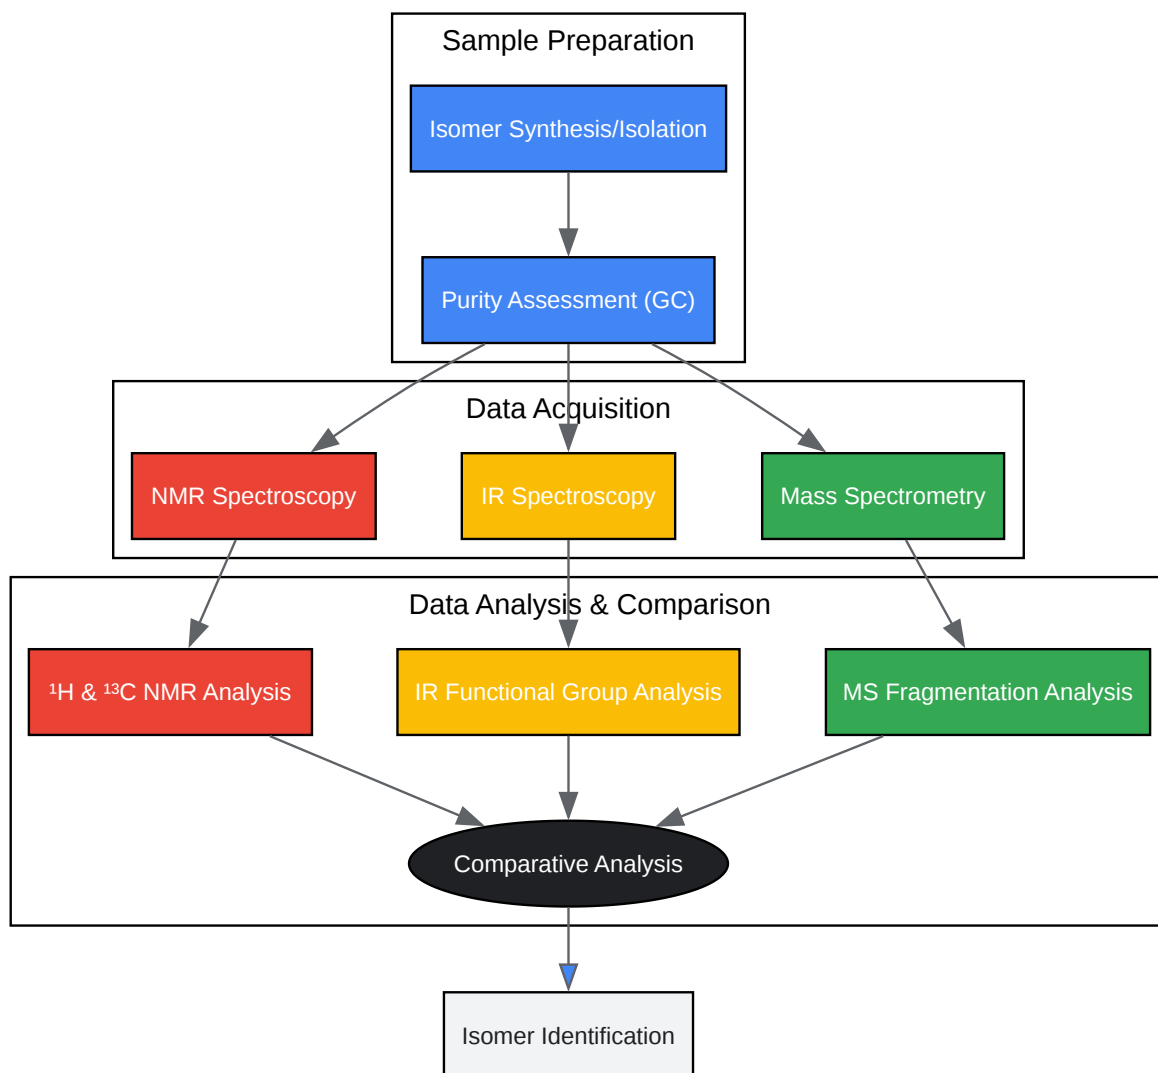 Sample Preparation
Isomer Synthesis/Isolation
Purity Assessment (GC)
Data Acquisition
NMR Spectroscopy
IR Spectroscopy
Mass Spectrometry
Data Analysis & Comparison
¹H & ¹³C NMR Analysis
IR Functional Group Analysis
MS Fragmentation Analysis
Comparative Analysis
Isomer Identification